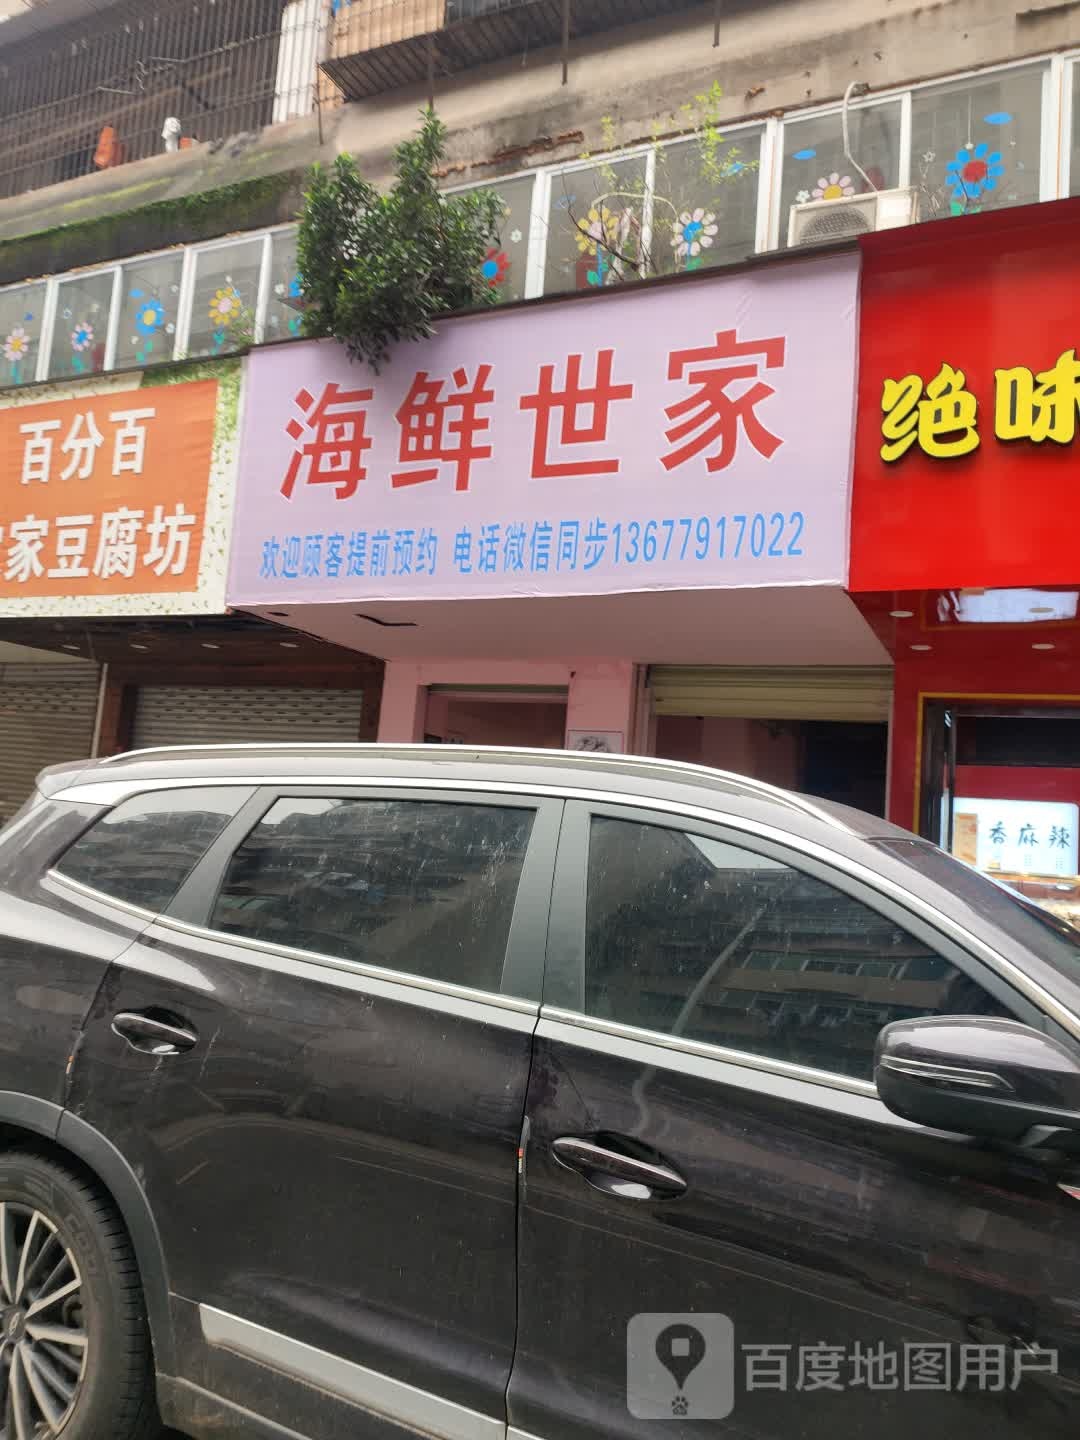 百分百
家豆腐坊
海鲜世家
欢迎顾客提前预约 电话微信同步13677917022
绝味
香麻辣
百度地图用户